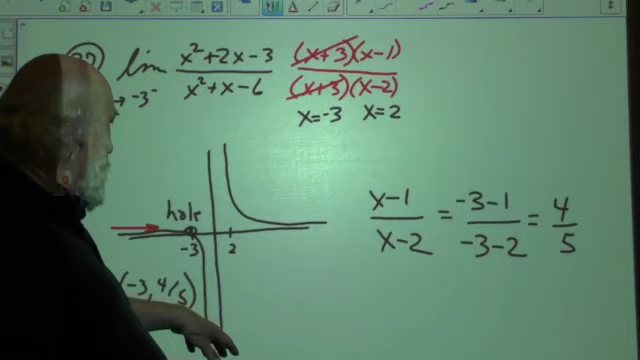 lim x²+2x-3 / x²+x-6 (x+3)(x-1) / (x+3)(x-2)
→ -3⁻
x=-3 x=2
hole
-3 2
x-1 / x-2 = -3-1 / -3-2 = 4/5
(-3, 4/5)